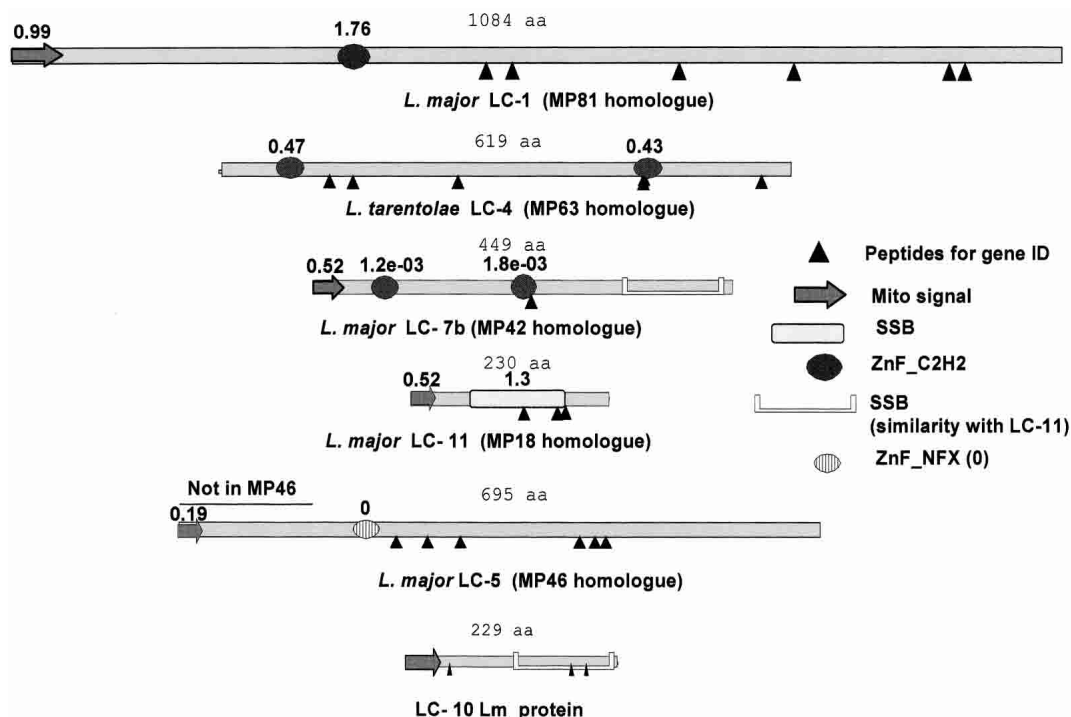 1084 aa
0.99
1.76
L. major LC-1 (MP81 homologue)
619 aa
0.47
0.43
L. tarentolae LC-4 (MP63 homologue)
449 aa
0.52
1.2e-03
1.8e-03
L. major LC- 7b (MP42 homologue)
230 aa
0.52
1.3
L. major LC- 11 (MP18 homologue)
Not in MP46
695 aa
0.19
0
L. major LC-5 (MP46 homologue)
229 aa
LC- 10 Lm protein
Peptides for gene ID
Mito signal
SSB
ZnF_C2H2
SSB
(similarity with LC-11)
ZnF_NFX (0)